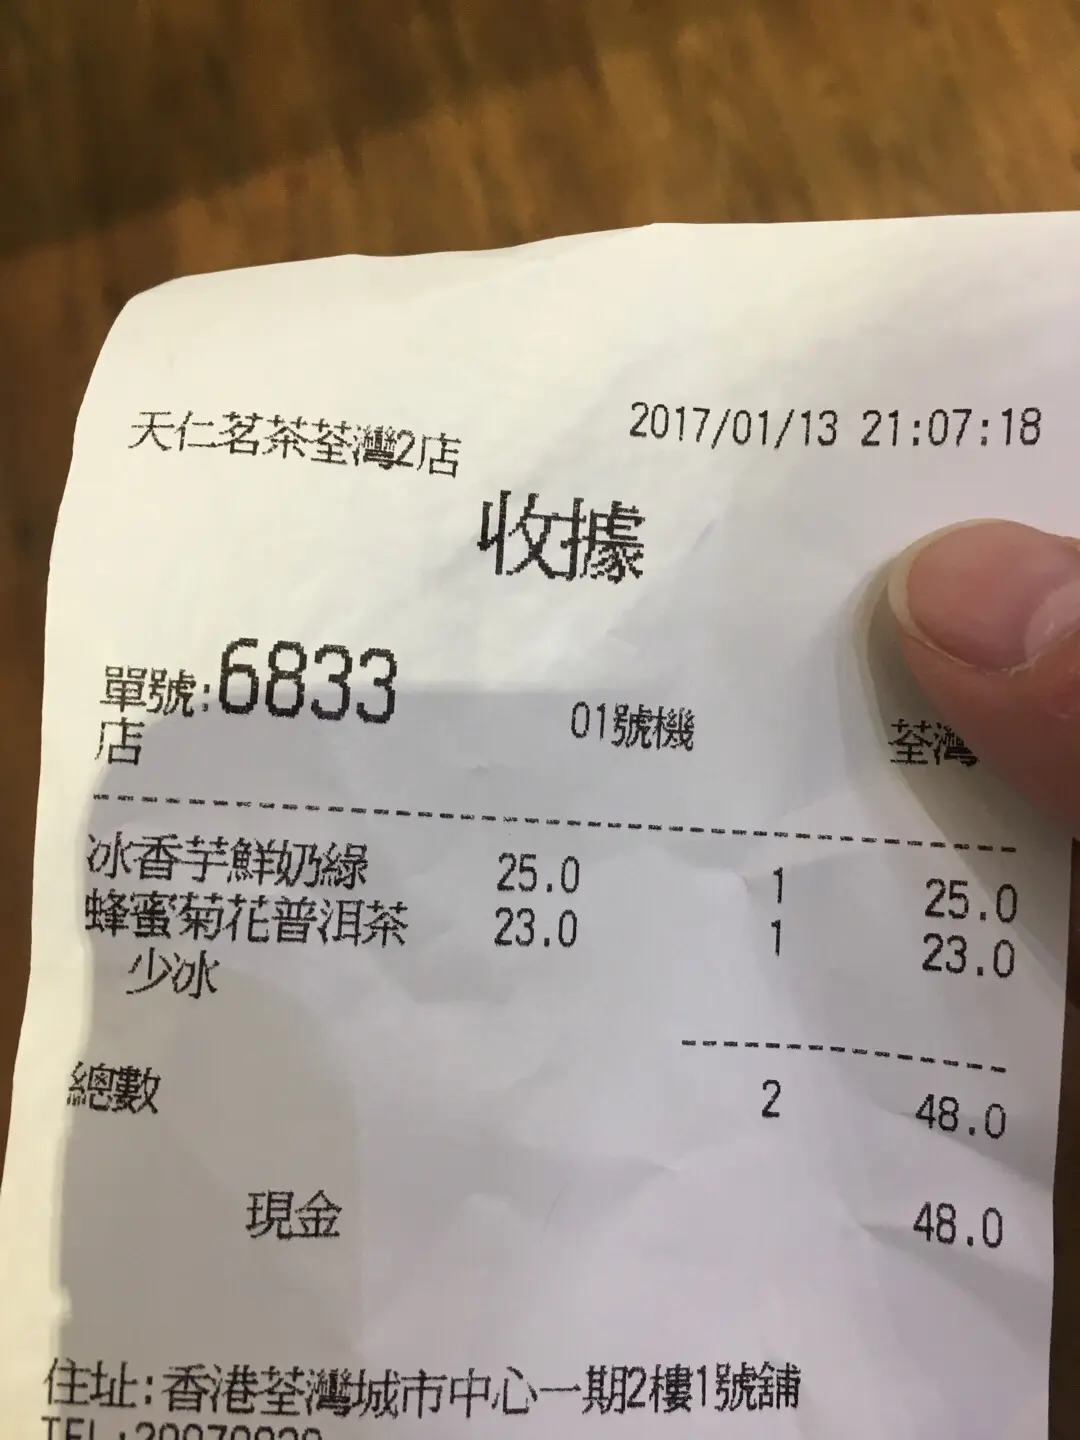 天仁茗茶荃灣2店 2017/01/13 21:07:18
收據
單號:6833 01號機 荃灣
店
冰香芋鮮奶綠 25.0 1 25.0
蜂蜜菊花普洱茶 23.0 1 23.0
少冰
總數 2 48.0
現金 48.0
住址:香港荃灣城市中心一期2樓1號舖
TEL: